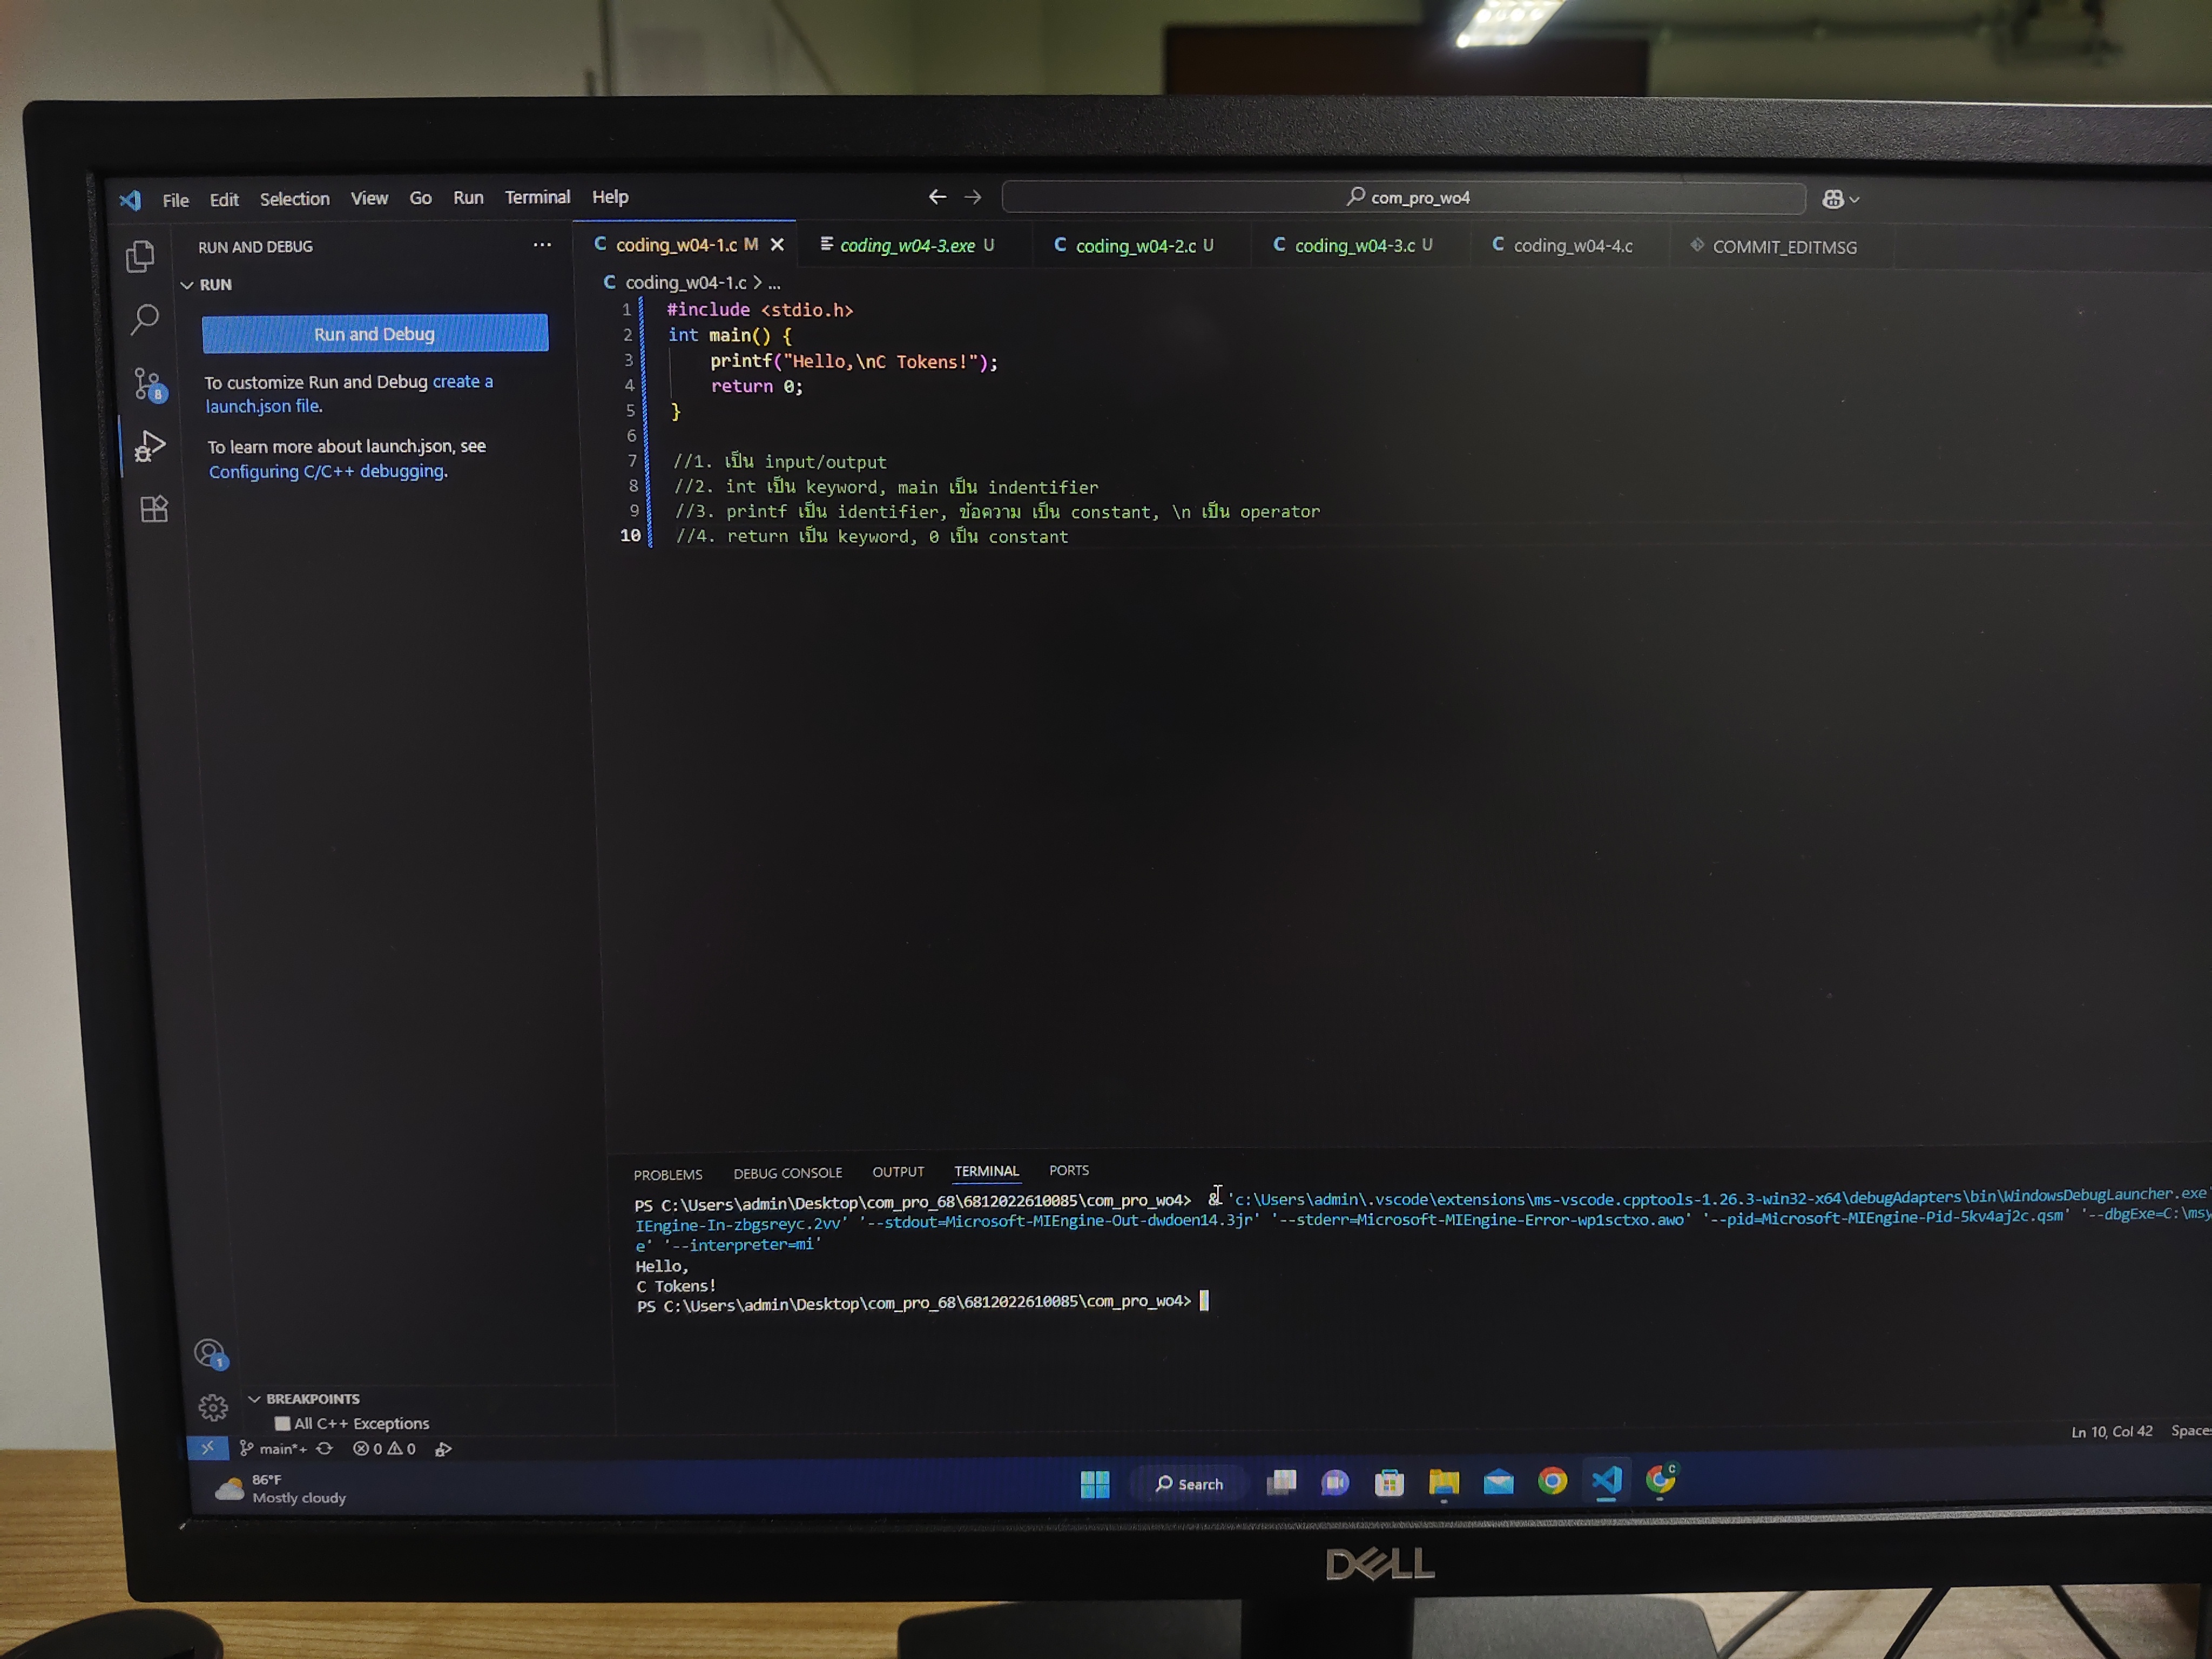 File Edit Selection View Go Run Terminal Help
com_pro_wo4
RUN AND DEBUG ...
RUN
Run and Debug
To customize Run and Debug create a
launch.json file.
To learn more about launch.json, see
Configuring C/C++ debugging.
coding_w04-1.c M
coding_w04-3.exe U
coding_w04-2.c U
coding_w04-3.c U
coding_w04-4.c
COMMIT_EDITMSG
C coding_w04-1.c > ...
1 #include <stdio.h>
2 int main() {
3 printf("Hello,\nC Tokens!");
4 return 0;
5 }
6
7 //1. เป็น input/output
8 //2. int เป็น keyword, main เป็น indentifier
9 //3. printf เป็น identifier, ข้อความ เป็น constant, \n เป็น operator
10 //4. return เป็น keyword, 0 เป็น constant
PROBLEMS DEBUG CONSOLE OUTPUT TERMINAL PORTS
PS C:\Users\admin\Desktop\com_pro_68\6812022610085\com_pro_wo4> & 'c:\Users\admin\.vscode\extensions\ms-vscode.cpptools-1.26.3-win32-x64\debugAdapters\bin\WindowsDebugLauncher.exe'
IEngine-In-zbgsreyc.2vv' '--stdout=Microsoft-MIEngine-Out-dwdoen14.3jr' '--stderr=Microsoft-MIEngine-Error-wp1sctxo.awo' '--pid=Microsoft-MIEngine-Pid-5kv4aj2c.qsm' '--dbgExe=C:\msy
e' '--interpreter=mi'
Hello,
C Tokens!
PS C:\Users\admin\Desktop\com_pro_68\6812022610085\com_pro_wo4>
1
BREAKPOINTS
All C++ Exceptions
main*+ 0 0
Ln 10, Col 42 Spaces
86°F
Mostly cloudy
Search
DELL